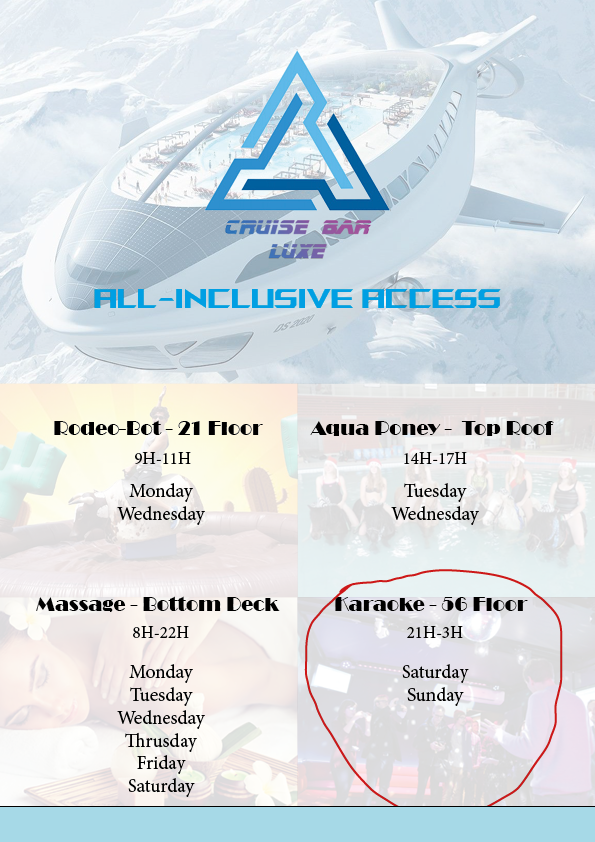 CRUISE BAR
LUXE
ALL-INCLUSIVE ACCESS
DS 2020
Rodeo-Bot - 21 Floor
9H-11H
Monday
Wednesday
Aqua Poney - Top Roof
14H-17H
Tuesday
Wednesday
Massage - Bottom Deck
8H-22H
Monday
Tuesday
Wednesday
Thrusday
Friday
Saturday
Karaoke - 56 Floor
21H-3H
Saturday
Sunday